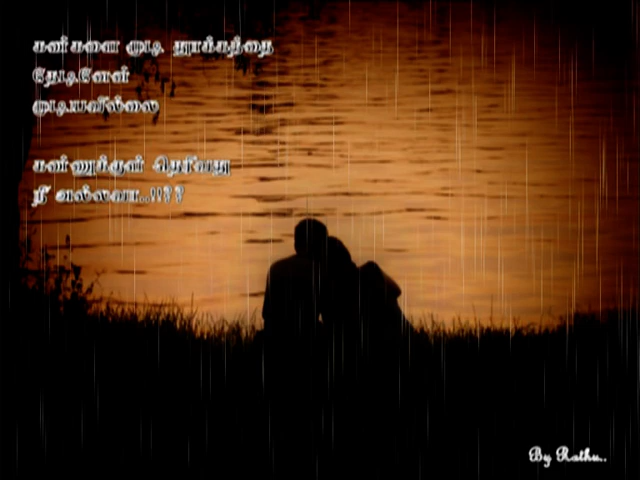 கண்களை முடி தூக்கத்தை
தேடினேன்
முடியவில்லை
கண்ணுக்குள் தெரிவது
நீ அல்லவா..!!??
By Rathu..